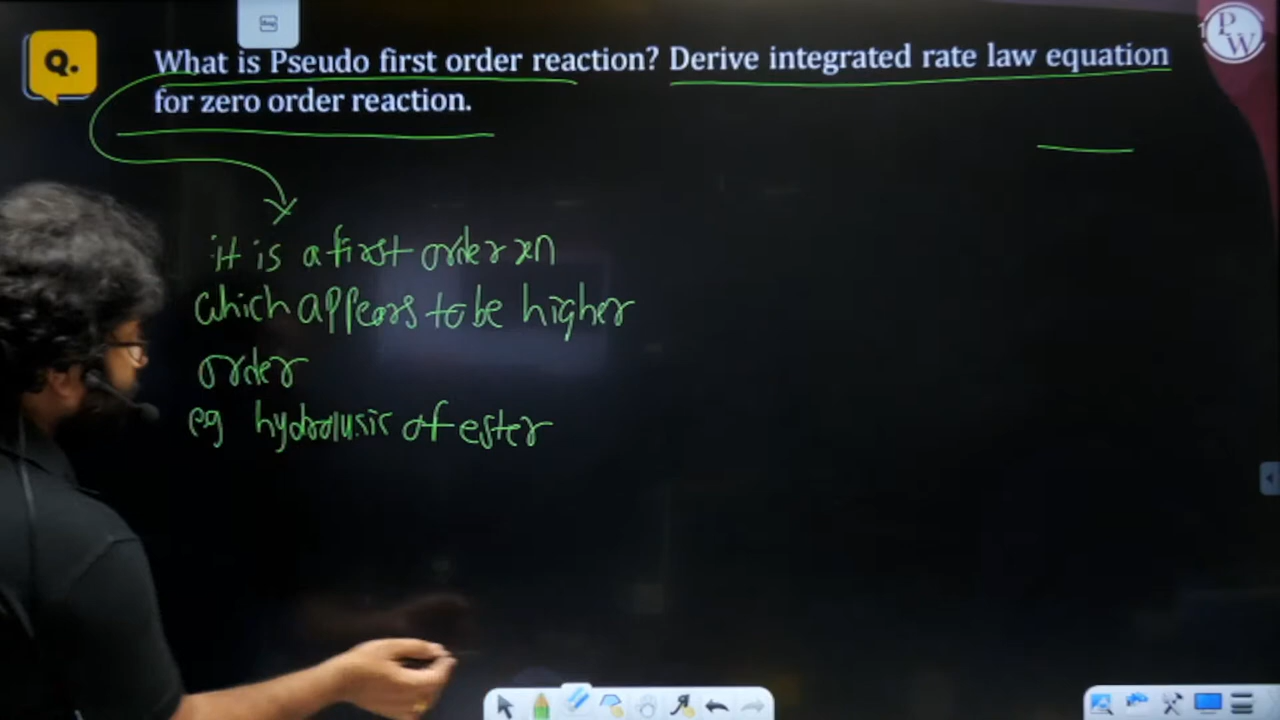 Q.
What is Pseudo first order reaction? Derive integrated rate law equation
for zero order reaction.
PW
it is a first order rxn
which appears to be higher
order
eg hydrolysis of ester